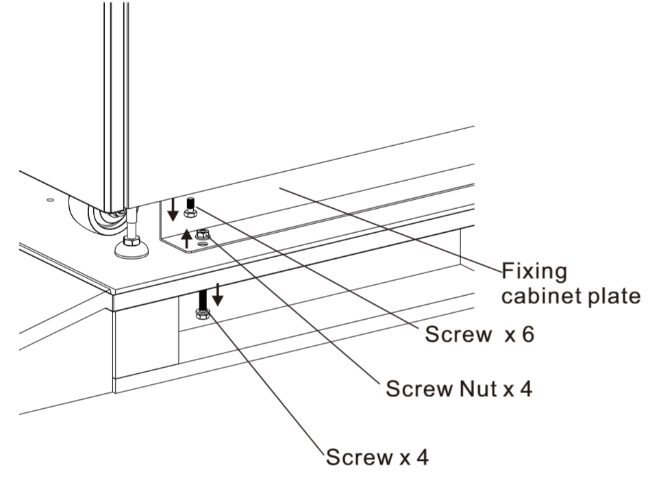 Fixing
cabinet plate
Screw x 6
Screw Nut x 4
Screw x 4